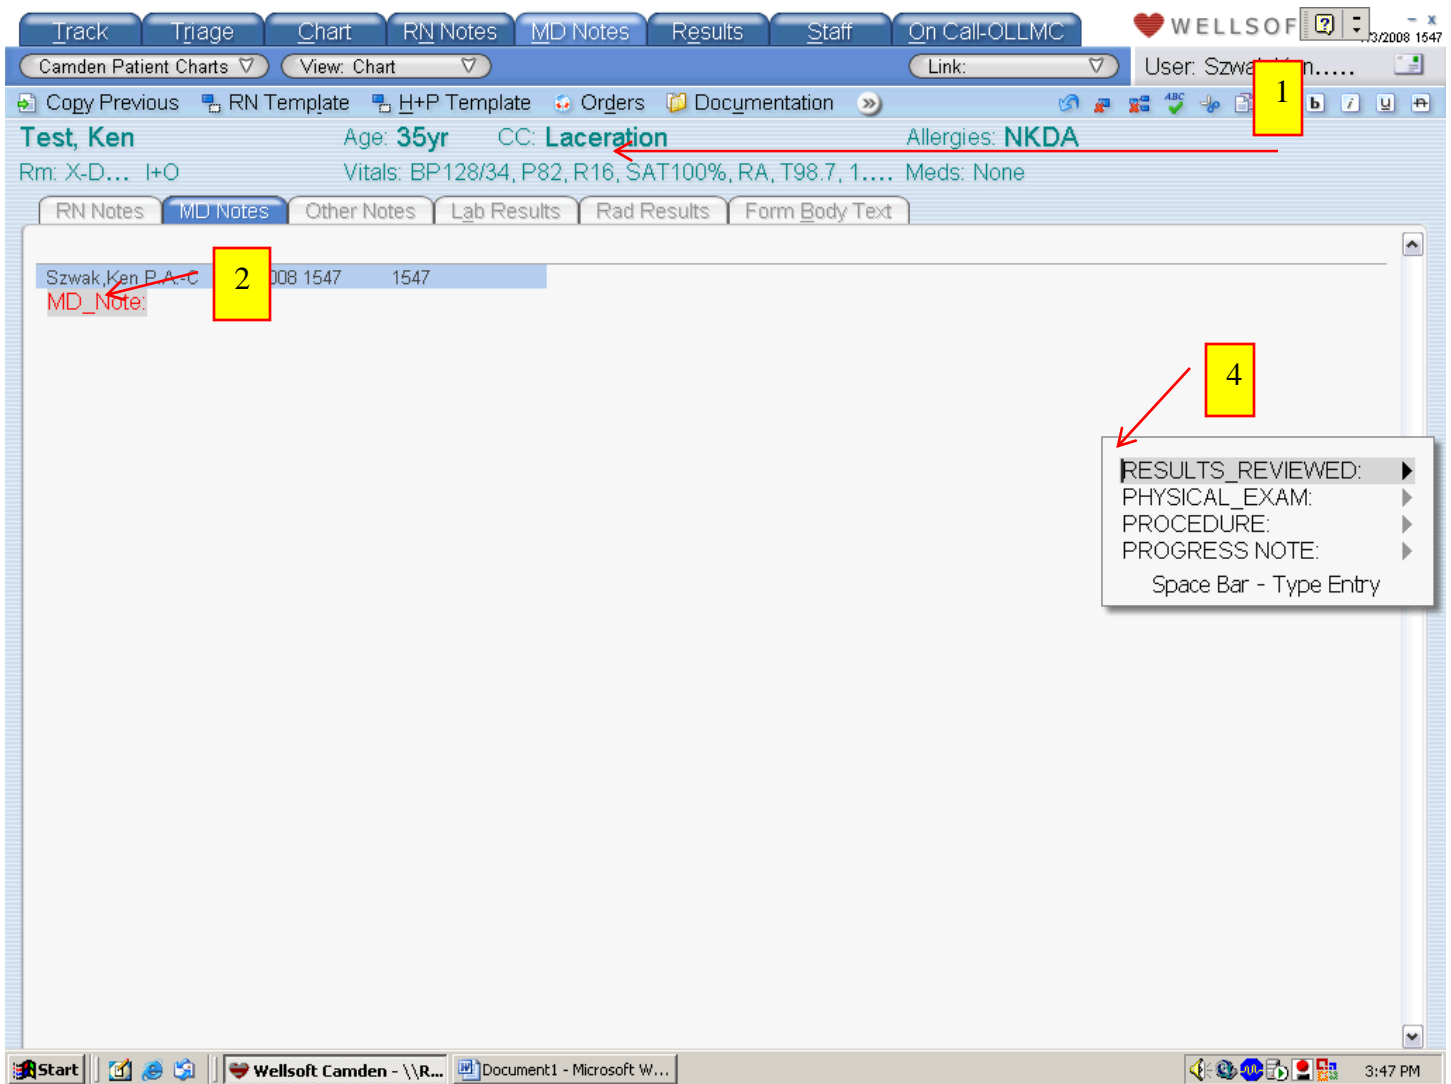 Track Triage Chart RN Notes MD Notes Results Staff On Call-OLLMC WELLSOF
/3/2008 1547
Camden Patient Charts View: Chart Link: User:
Copy Previous RN Template H+P Template Orders Documentation
1
Test, Ken Age: 35yr CC: Laceration Allergies: NKDA
Rm: X-D... I+O Vitals: BP128/34, P82, R16, SAT100%, RA, T98.7, 1.... Meds: None
RN Notes MD Notes Other Notes Lab Results Rad Results Form Body Text
Szwak,Ken P.A.-C 2 008 1547 1547
MD_Note:
4
RESULTS_REVIEWED:
PHYSICAL_EXAM:
PROCEDURE:
PROGRESS NOTE:
Space Bar - Type Entry
Start Wellsoft Camden - \\R... Document1 - Microsoft W... 3:47 PM